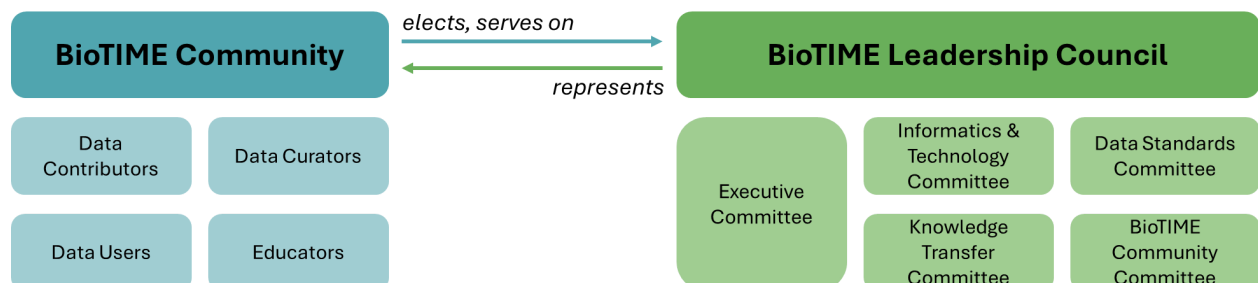 BioTIME Community
elects, serves on
represents
BioTIME Leadership Council
Data
Contributors
Data Curators
Data Users
Educators
Executive
Committee
Informatics &
Technology
Committee
Data Standards
Committee
Knowledge
Transfer
Committee
BioTIME
Community
Committee